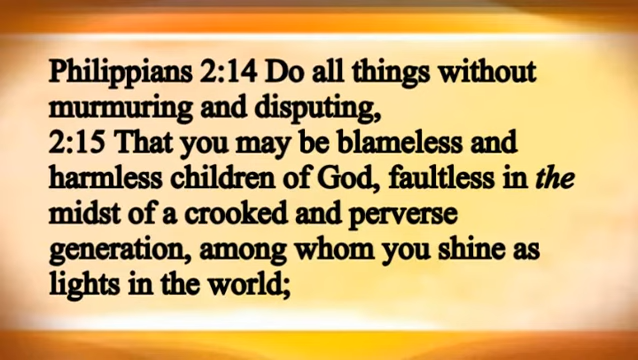 Philippians 2:14 Do all things without
murmuring and disputing,
2:15 That you may be blameless and
harmless children of God, faultless in the
midst of a crooked and perverse
generation, among whom you shine as
lights in the world;